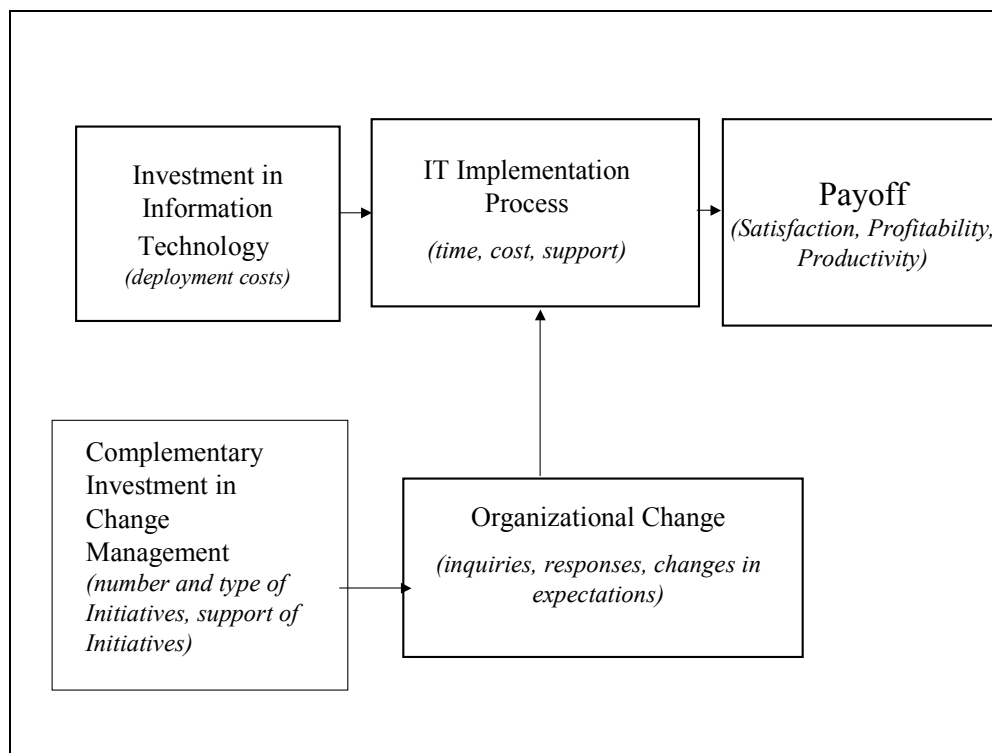 Investment in
Information
Technology
(deployment costs)
IT Implementation
Process
(time, cost, support)
Payoff
(Satisfaction, Profitability,
Productivity)
Complementary
Investment in
Change
Management
(number and type of
Initiatives, support of
Initiatives)
Organizational Change
(inquiries, responses, changes in
expectations)